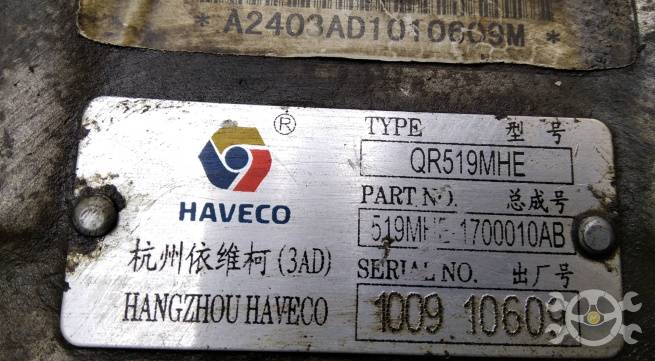 * A2403AD1010609M *
®
HAVECO
杭州依维柯(3AD)
HANGZHOU HAVECO
TYPE 型号
QR519MHE
PART NO. 总成号
519MHE-1700010AB
SERIAL NO. 出厂号
1009 10609